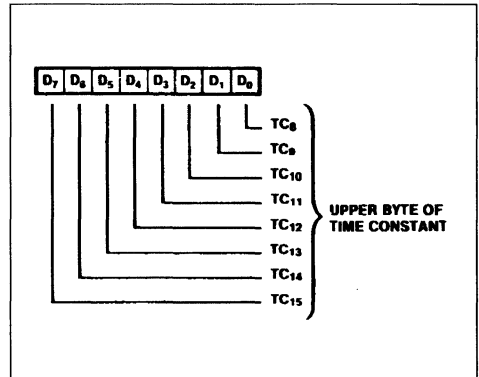 D₇ D₆ D₅ D₄ D₃ D₂ D₁ D₀
TC₈
TC₉
TC₁₀
TC₁₁
TC₁₂
TC₁₃
TC₁₄
TC₁₅
UPPER BYTE OF
TIME CONSTANT